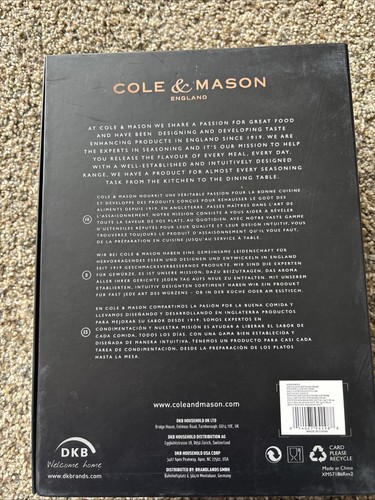 COLE & MASON
ENGLAND
AT COLE & MASON WE SHARE A PASSION FOR GREAT FOOD
AND HAVE BEEN DESIGNING AND DEVELOPING TASTE
ENHANCING PRODUCTS IN ENGLAND SINCE 1919. WE ARE
THE EXPERTS IN SEASONING AND IT'S OUR MISSION TO HELP
YOU RELEASE THE FLAVOUR OF EVERY MEAL, EVERY DAY.
WITH A WELL-ESTABLISHED AND INTUITIVELY DESIGNED
RANGE, WE HAVE A PRODUCT FOR ALMOST EVERY SEASONING
TASK FROM THE KITCHEN TO THE DINING TABLE.
COLE & MASON NOURRIT UNE VÉRITABLE PASSION POUR LA BONNE CUISINE
ET DÉVELOPPE DES PRODUITS CONÇUS POUR REHAUSSER LE GOÛT DES
ALIMENTS DEPUIS 1919, EN ANGLETERRE. PASSÉS MAÎTRES DANS L'ART DE
L'ASSAISONNEMENT, NOTRE MISSION CONSISTE À VOUS AIDER À RÉVÉLER
TOUTE LA SAVEUR DE VOS PLATS, AU QUOTIDIEN. AVEC NOTRE VASTE GAMME
D'USTENSILES RÉPUTÉS POUR LEUR QUALITÉ ET LEUR DESIGN INTUITIF, VOUS
TROUVEREZ TOUJOURS LE PRODUIT D'ASSAISONNEMENT QU'IL VOUS FAUT,
DE LA PRÉPARATION EN CUISINE JUSQU'AU SERVICE À TABLE.
WIR BEI COLE & MASON HABEN EINE GEMEINSAME LEIDENSCHAFT FÜR
HERVORRAGENDES ESSEN UND DESIGNEN UND ENTWICKELN IN ENGLAND
SEIT 1919 GESCHMACKSVERBESSERNDE PRODUKTE. WIR SIND DIE EXPERTEN
FÜR GEWÜRZE, ES IST UNSERE MISSION, DAZU BEIZUTRAGEN, DAS AROMA
ALLER IHRER GERICHTE JEDEN TAG AUFS NEUE ZU ENTFALTEN. MIT UNSEREM
ETABLIERTEN, INTUITIV DESIGNTEN SORTIMENT HABEN WIR EIN PRODUKT
FÜR FAST JEDE ART DES WÜRZENS – OB IN DER KÜCHE ODER AM ESSTISCH.
EN COLE & MASON COMPARTIMOS LA PASIÓN POR LA BUENA COMIDA Y
LLEVAMOS DISEÑANDO Y DESARROLLANDO EN INGLATERRA PRODUCTOS
PARA MEJORAR SU SABOR DESDE 1919. SOMOS EXPERTOS EN
CONDIMENTACIÓN Y NUESTRA MISIÓN ES AYUDAR A LIBERAR EL SABOR DE
CADA COMIDA, TODOS LOS DÍAS. CON UNA GAMA BIEN ESTABLECIDA Y
DISEÑADA DE MANERA INTUITIVA, TENEMOS UN PRODUCTO PARA CASI CADA
TAREA DE CONDIMENTACIÓN, DESDE LA PREPARACIÓN DE LOS PLATOS
HASTA LA MESA.
www.coleandmason.com
DKB HOUSEHOLD UK LTD
DKB HOUSEHOLD DISTRIBUTION AG
DKB HOUSEHOLD USA CORP
3481 Apex Peakway, Apex, NC 27502, USA
Distributed by: BRANDLANDS GMBH
DKB
Welcome home
www.dkbrands.com
CARD
PLEASE
RECYCLE
Made in China